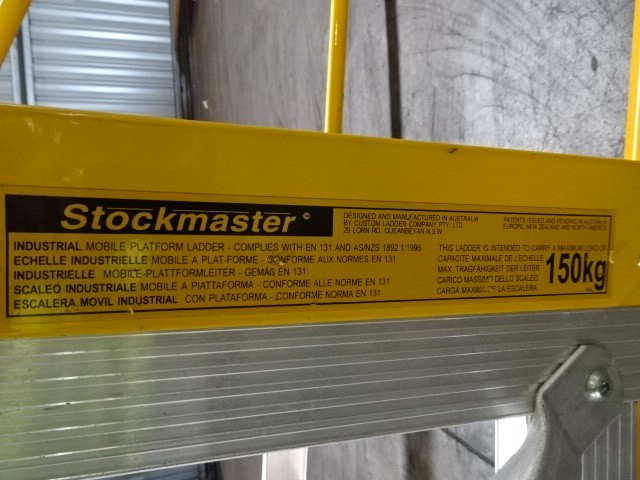 Stockmaster ©
DESIGNED AND MANUFACTURED IN AUSTRALIA
BY CUSTOM LADDER COMPANY PTY LTD
29 LORN RD. QUEANBEYAN N.S.W.
PATENTS ISSUED AND PENDING IN AUSTRALIA
EUROPE, NEW ZEALAND AND NORTH AMERICA
INDUSTRIAL MOBILE PLATFORM LADDER - COMPLIES WITH EN 131 AND AS/NZS 1892.1 1996
ECHELLE INDUSTRIELLE MOBILE A PLAT-FORME - CONFORME AUX NORMES EN 131
INDUSTRIELLE MOBILE-PLATTFORMLEITER - GEMÄß EN 131
SCALEO INDUSTRIALE MOBILE A PIATTAFORMA - CONFORME ALLE NORME EN 131
ESCALERA MOVIL INDUSTRIAL CON PLATAFORMA - CONFORME NORMA EN 131
THIS LADDER IS INTENDED TO CARRY A MAXIMUM LOAD OF
CAPACITE MAXIMALE DE L'ECHELLE
MAX. TRAGFÄHIGKEIT DER LEITER
CARICO MASSIMO DELLO SCALEO
CARGA MAXIMA DE LA ESCALERA
150kg